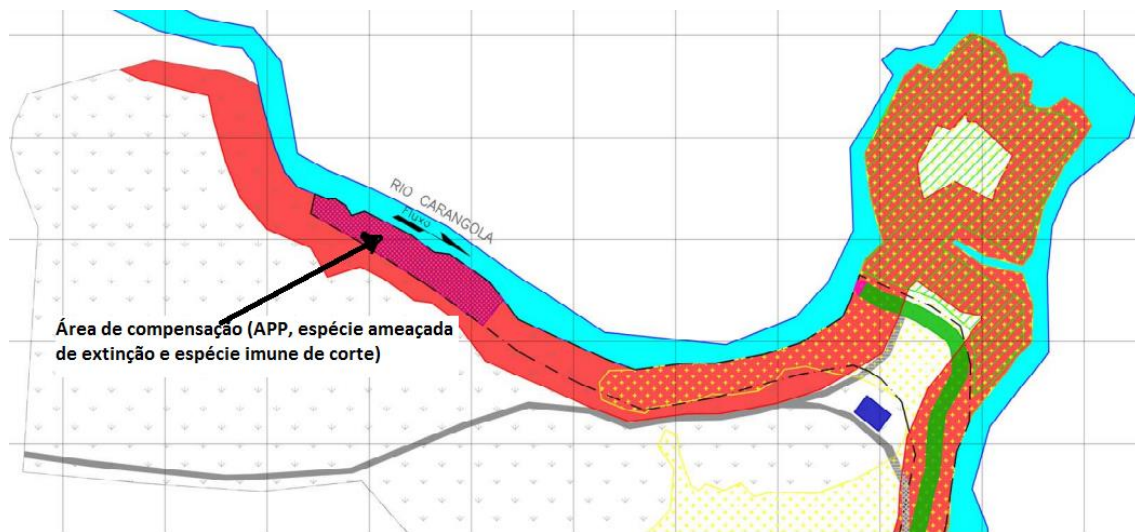 RIO CARANGOLA
Fluxo
Área de compensação (APP, espécie ameaçada
de extinção e espécie imune de corte)